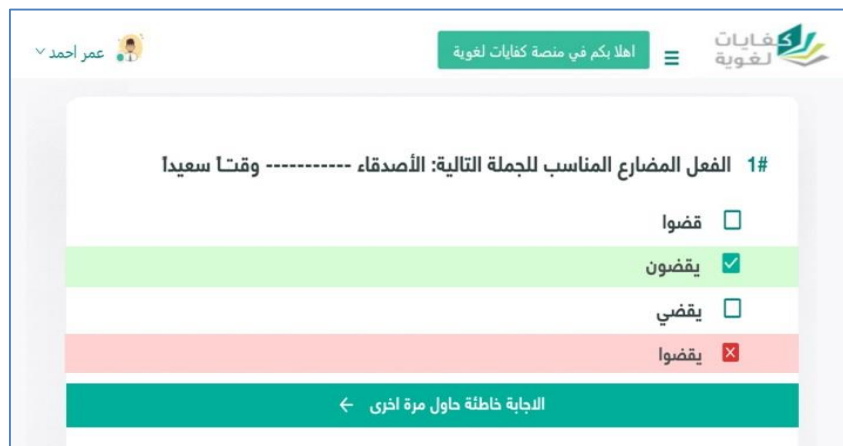 كفايات
لغوية
اهلا بكم في منصة كفايات لغوية
عمر احمد
1# الفعل المضارع المناسب للجملة التالية: الأصدقاء ----------- وقتاً سعيداً
قضوا
يقضون
يقضي
يقضوا
الاجابة خاطئة حاول مرة اخرى ←